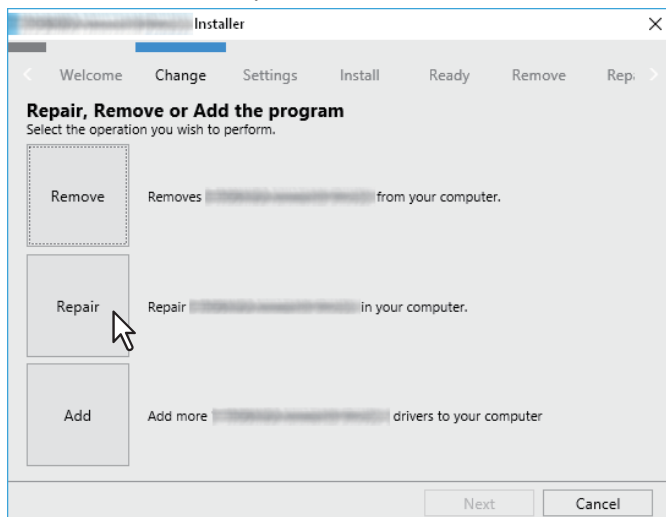 Installer
Welcome Change Settings Install Ready Remove Rep
Repair, Remove or Add the program
Select the operation you wish to perform.
Remove Removes from your computer.
Repair Repair in your computer.
Add Add more drivers to your computer
Next Cancel